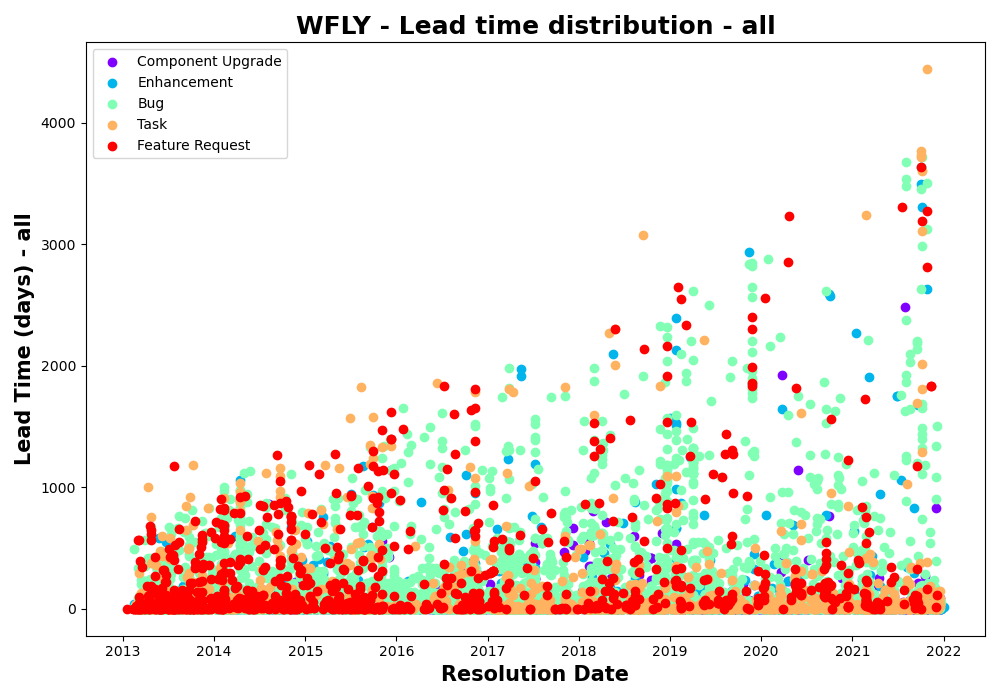 WFLY - Lead time distribution - all
Component Upgrade
Enhancement
Bug
Task
Feature Request
Lead Time (days) - all
4000
3000
2000
1000
0
2013 2014 2015 2016 2017 2018 2019 2020 2021 2022
Resolution Date